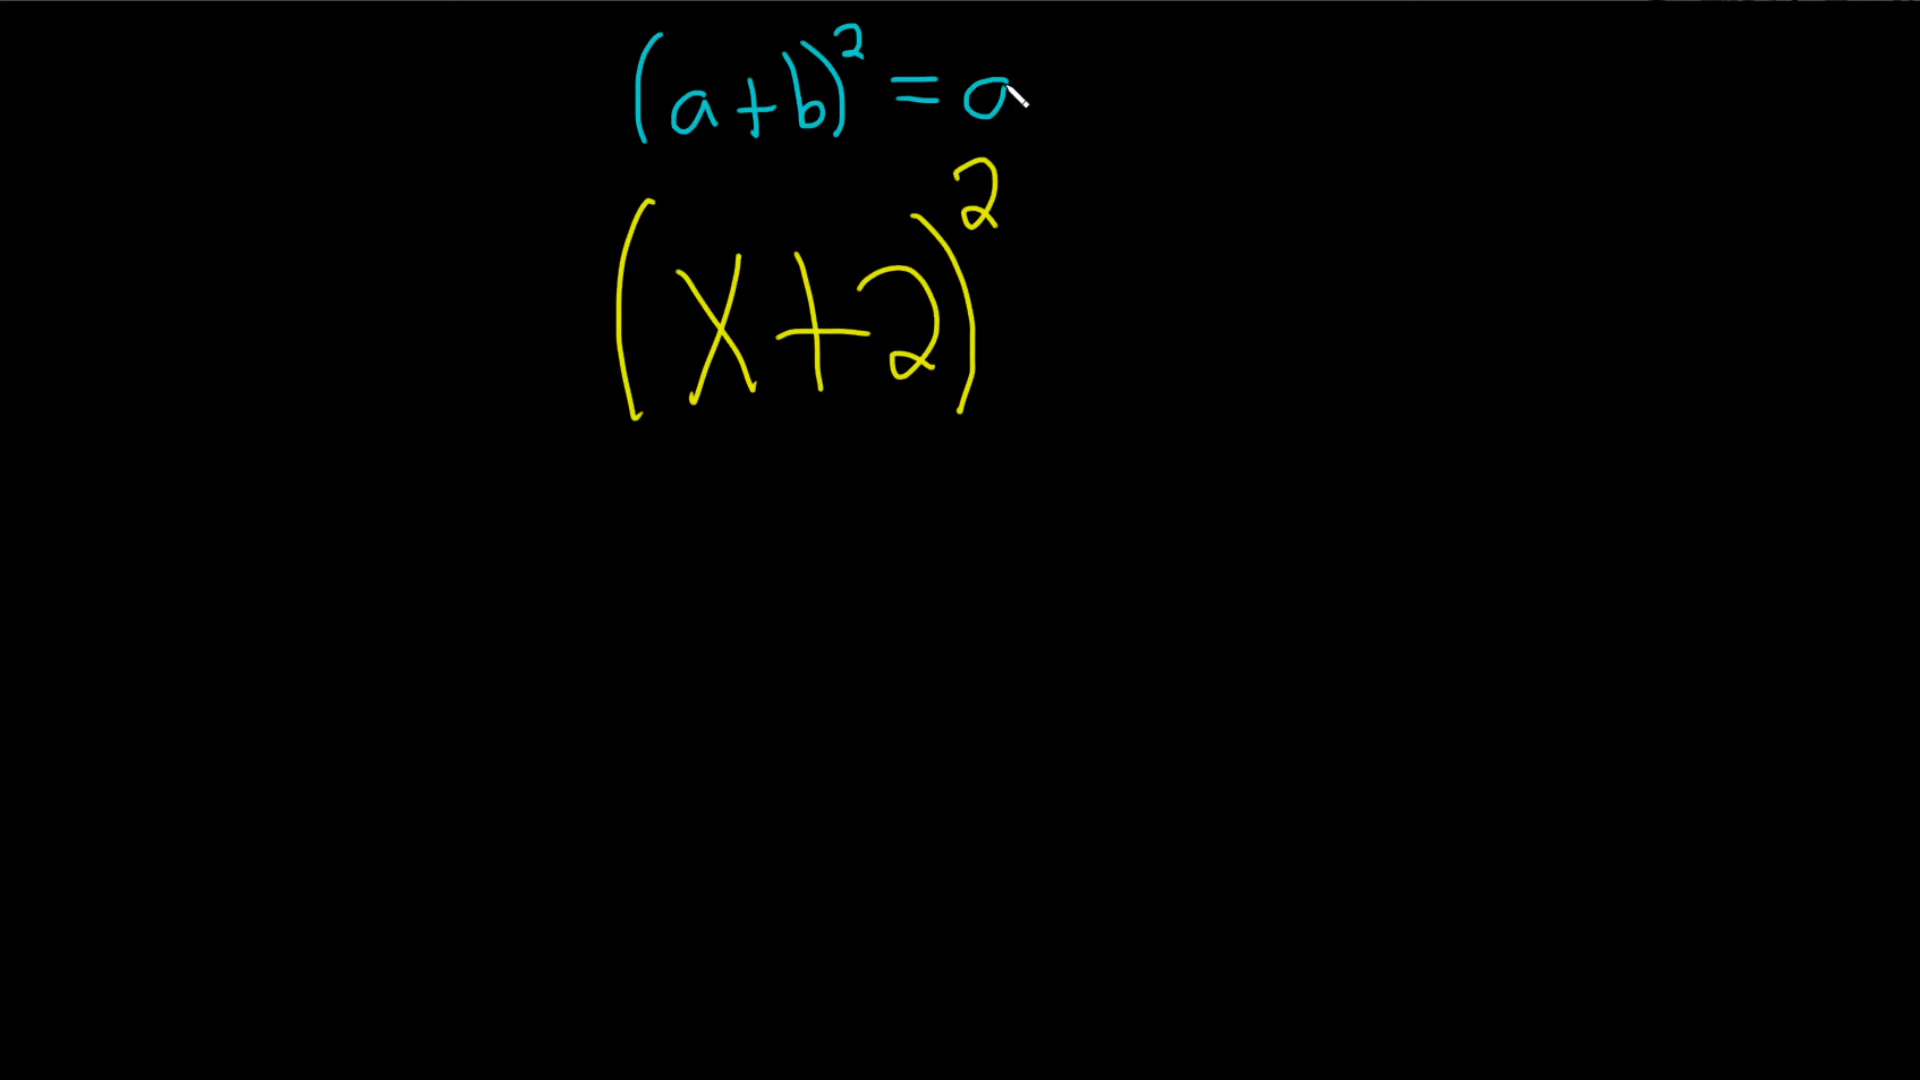 (a+b)² = a
(x+2)²